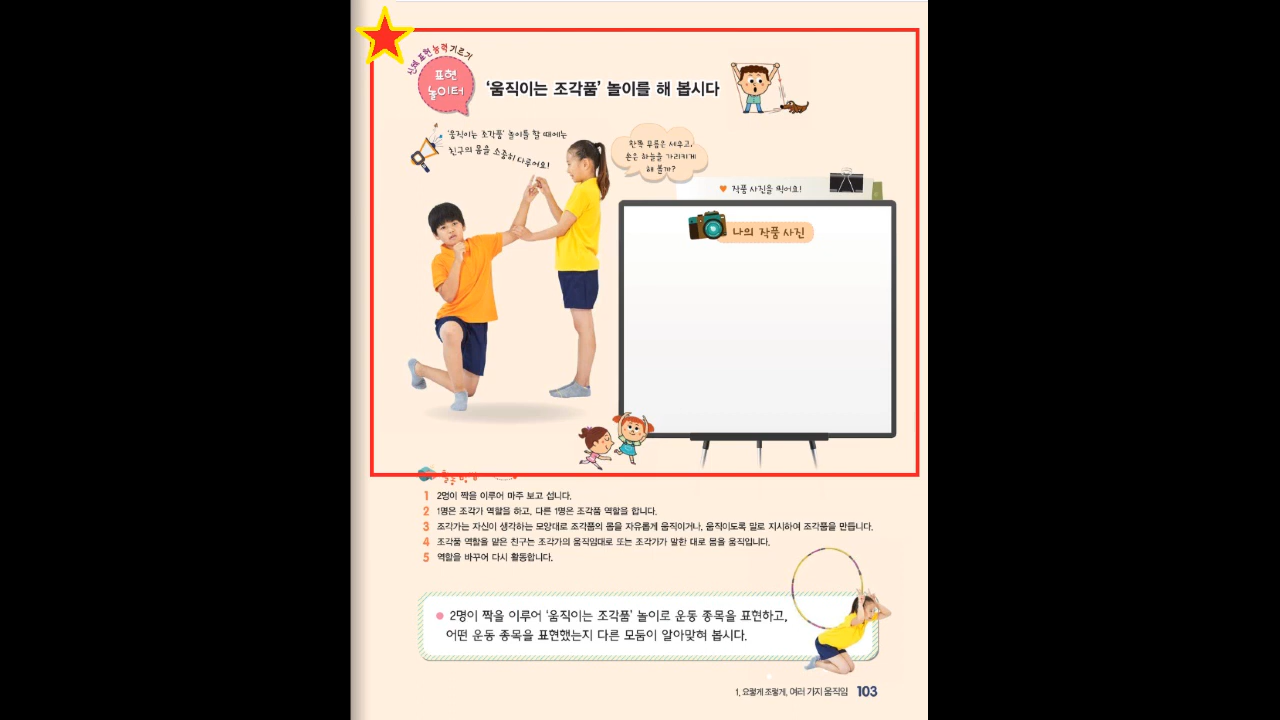 신체 표현 능력 기르기
표현
놀이터
‘움직이는 조각품’ 놀이를 해 봅시다
‘움직이는 조각품’ 놀이를 할 때에는
친구의 몸을 소중히 다루어요!
한쪽 무릎은 세우고,
손은 하늘을 가리키게
해 볼까?
♥ 작품 사진을 찍어요!
나의 작품 사진
1 2명이 짝을 이루어 마주 보고 섭니다.
2 1명은 조각가 역할을 하고, 다른 1명은 조각품 역할을 합니다.
3 조각가는 자신이 생각하는 모양대로 조각품의 몸을 자유롭게 움직이거나, 움직이도록 말로 지시하여 조각품을 만듭니다.
4 조각품 역할을 맡은 친구는 조각가의 움직임대로 또는 조각가가 말한 대로 몸을 움직입니다.
5 역할을 바꾸어 다시 활동합니다.
● 2명이 짝을 이루어 ‘움직이는 조각품’ 놀이로 운동 종목을 표현하고,
어떤 운동 종목을 표현했는지 다른 모둠이 알아맞혀 봅시다.
1. 요렇게 조렇게, 여러 가지 움직임 103